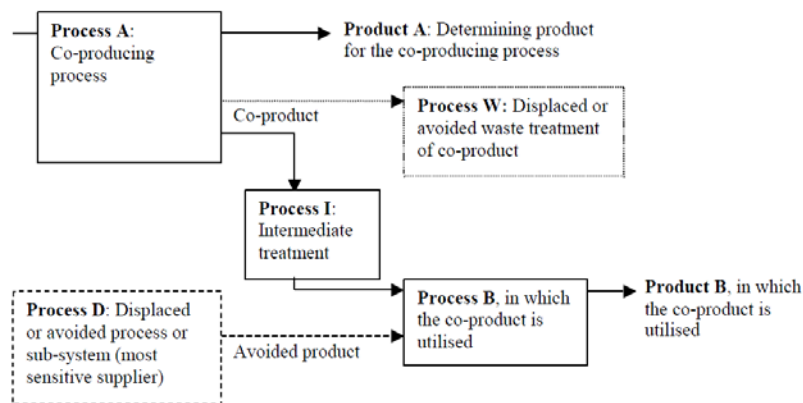 Process A:
Co-producing
process
Product A: Determining product
for the co-producing process
Co-product
Process W: Displaced or
avoided waste treatment
of co-product
Process I:
Intermediate
treatment
Process D: Displaced
or avoided process or
sub-system (most
sensitive supplier)
Avoided product
Process B, in which
the co-product is
utilised
Product B, in which
the co-product is
utilised